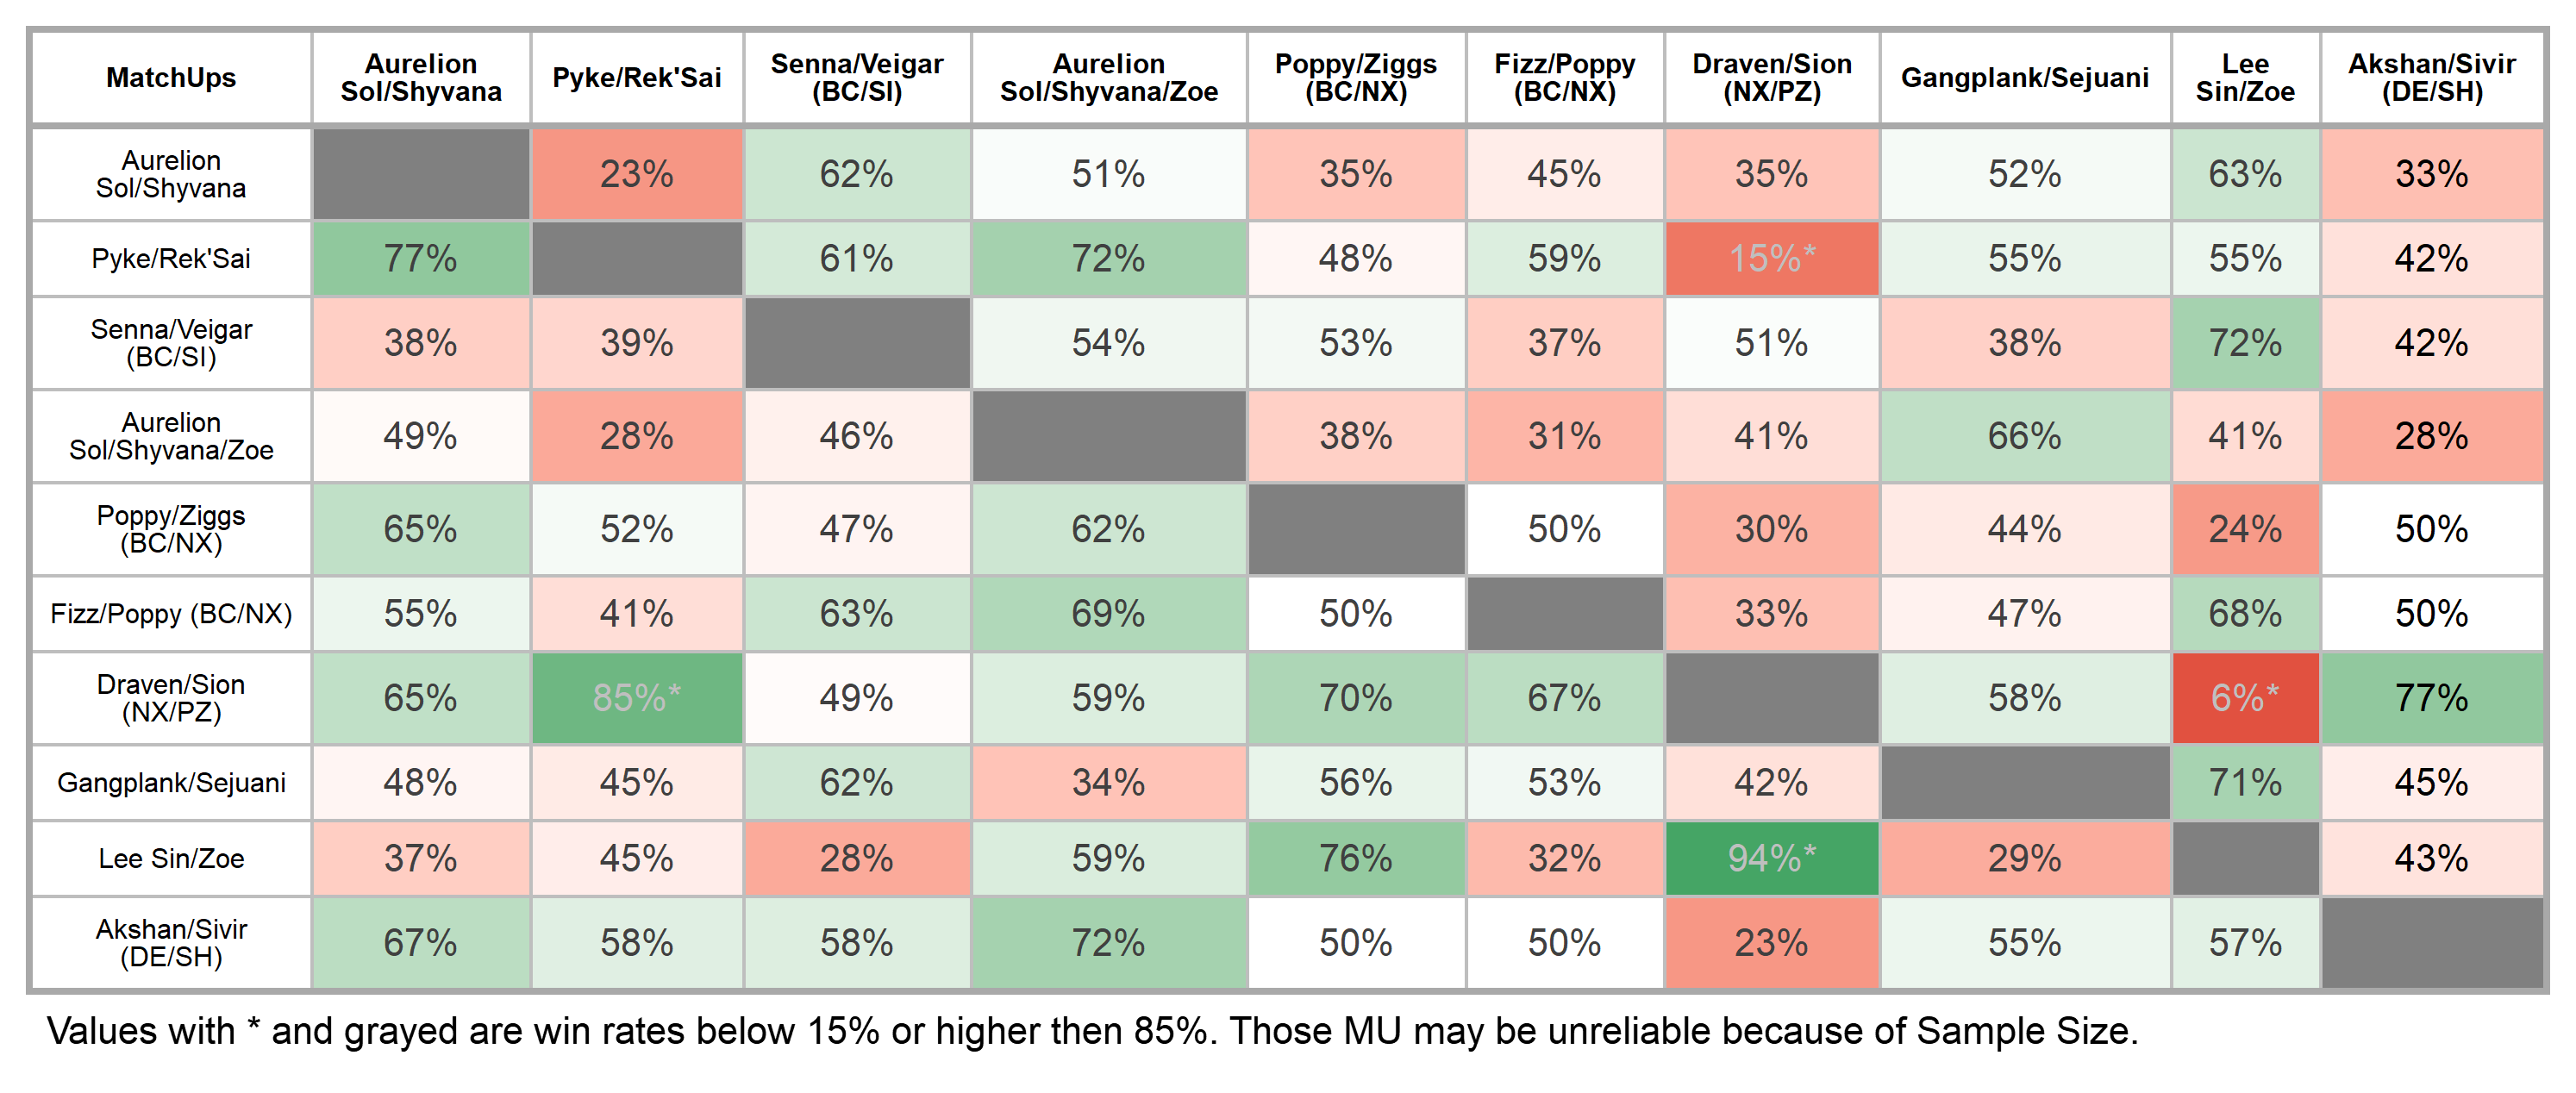 MatchUps
Aurelion
Sol/Shyvana
Pyke/Rek'Sai
Senna/Veigar
(BC/SI)
Aurelion
Sol/Shyvana/Zoe
Poppy/Ziggs
(BC/NX)
Fizz/Poppy
(BC/NX)
Draven/Sion
(NX/PZ)
Gangplank/Sejuani
Lee
Sin/Zoe
Akshan/Sivir
(DE/SH)
Aurelion
Sol/Shyvana
23% 62% 51% 35% 45% 35% 52% 63% 33%
Pyke/Rek'Sai
77% 61% 72% 48% 59% 15%* 55% 55% 42%
Senna/Veigar
(BC/SI)
38% 39% 54% 53% 37% 51% 38% 72% 42%
Aurelion
Sol/Shyvana/Zoe
49% 28% 46% 38% 31% 41% 66% 41% 28%
Poppy/Ziggs
(BC/NX)
65% 52% 47% 62% 50% 30% 44% 24% 50%
Fizz/Poppy (BC/NX)
55% 41% 63% 69% 50% 33% 47% 68% 50%
Draven/Sion
(NX/PZ)
65% 85%* 49% 59% 70% 67% 58% 6%* 77%
Gangplank/Sejuani
48% 45% 62% 34% 56% 53% 42% 71% 45%
Lee Sin/Zoe
37% 45% 28% 59% 76% 32% 94%* 29% 43%
Akshan/Sivir
(DE/SH)
67% 58% 58% 72% 50% 50% 23% 55% 57%
Values with * and grayed are win rates below 15% or higher then 85%. Those MU may be unreliable because of Sample Size.